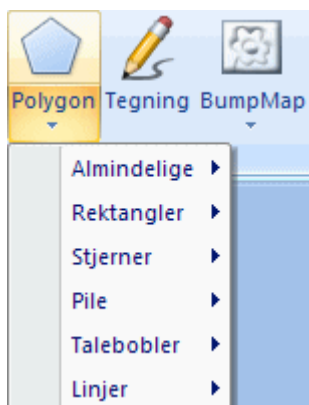 Polygon Tegning BumpMap
Almindelige
Rektangler
Stjerner
Pile
Talebobler
Linjer